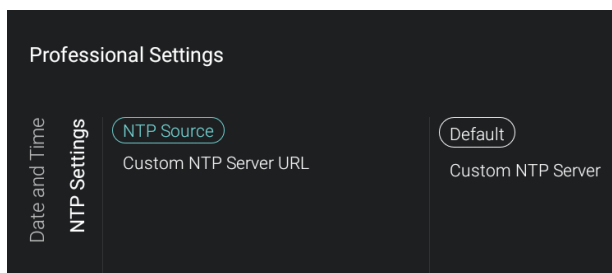 Professional Settings
Date and Time
NTP Settings
NTP Source
Custom NTP Server URL
Default
Custom NTP Server